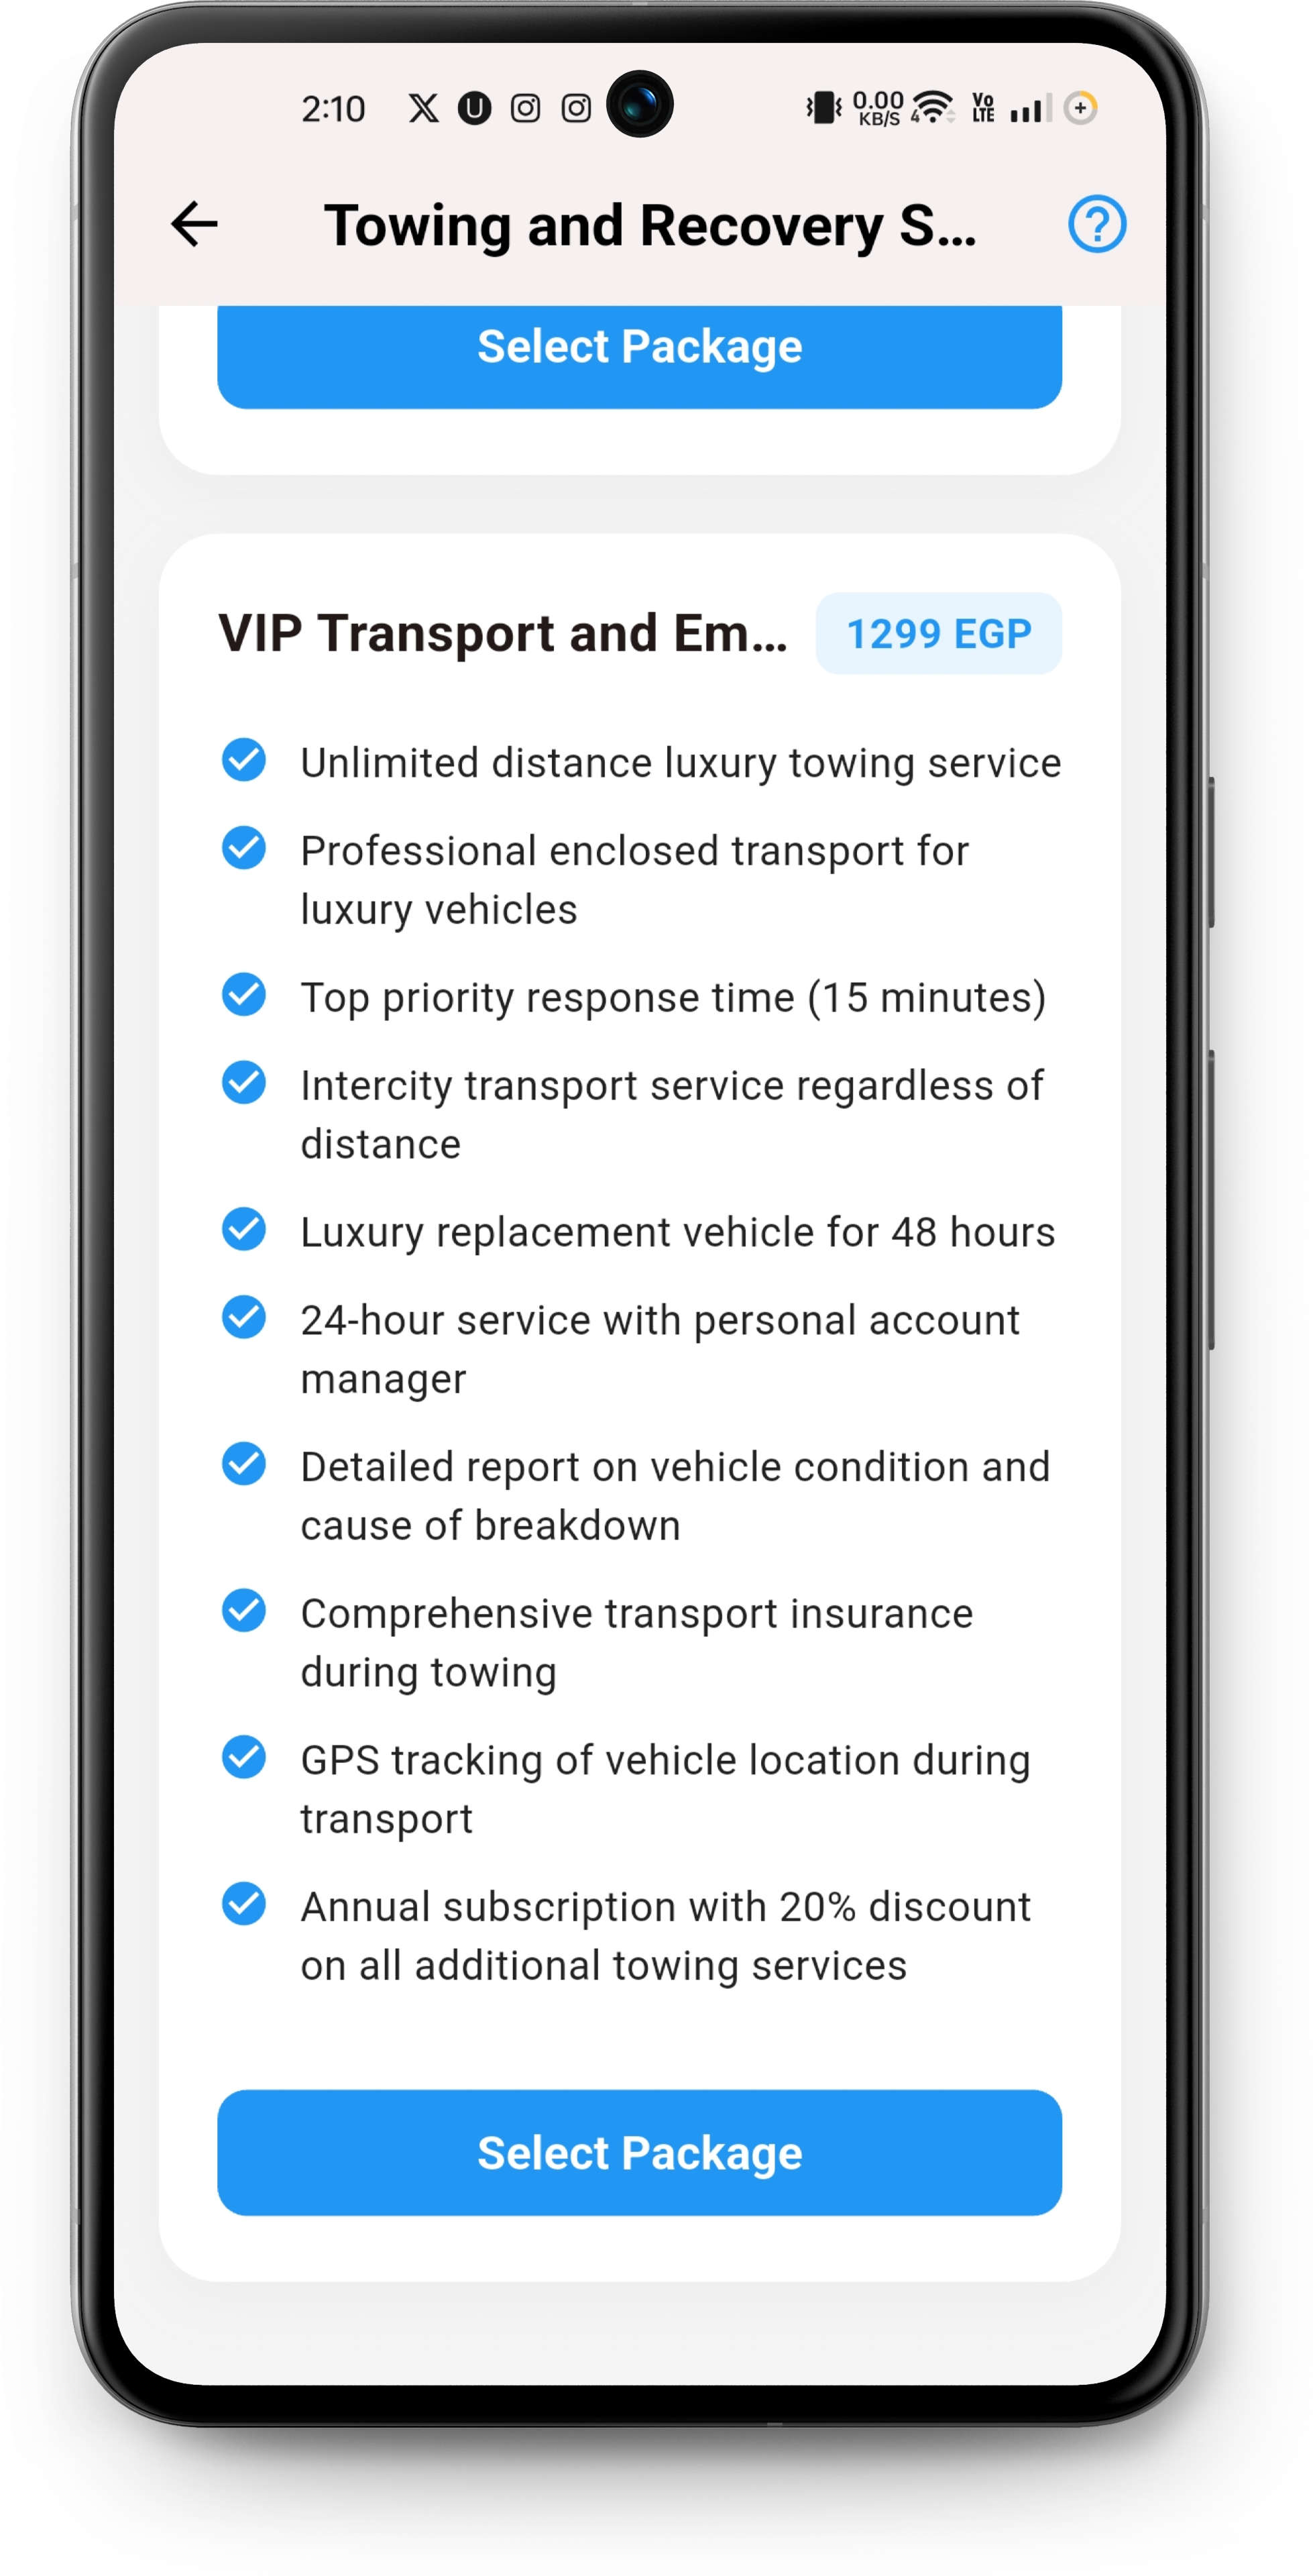 2:10
0.00
KB/S
4
Vo
LTE
Towing and Recovery S...
Select Package
VIP Transport and Em...
1299 EGP
Unlimited distance luxury towing service
Professional enclosed transport for
luxury vehicles
Top priority response time (15 minutes)
Intercity transport service regardless of
distance
Luxury replacement vehicle for 48 hours
24-hour service with personal account
manager
Detailed report on vehicle condition and
cause of breakdown
Comprehensive transport insurance
during towing
GPS tracking of vehicle location during
transport
Annual subscription with 20% discount
on all additional towing services
Select Package